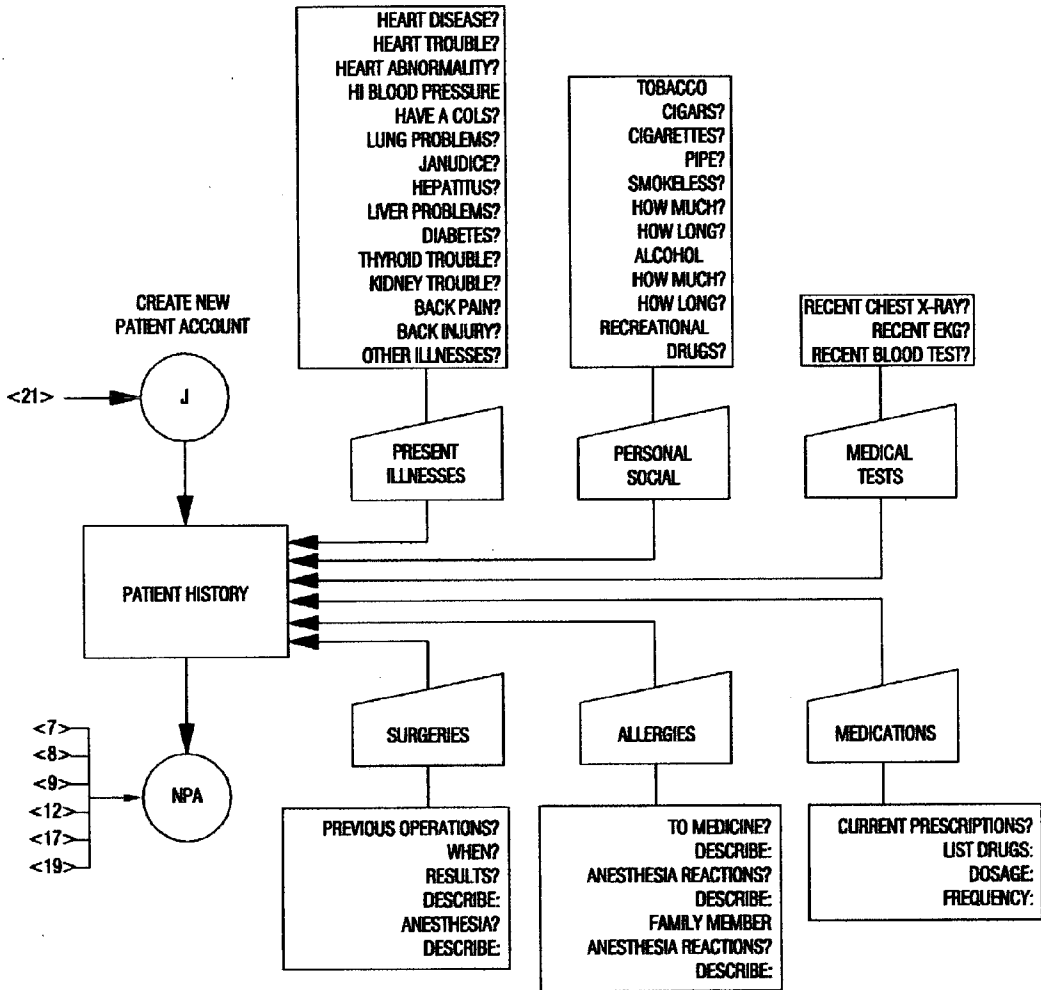 HEART DISEASE?
HEART TROUBLE?
HEART ABNORMALITY?
HI BLOOD PRESSURE
HAVE A COLS?
LUNG PROBLEMS?
JANUDICE?
HEPATITUS?
LIVER PROBLEMS?
DIABETES?
THYROID TROUBLE?
KIDNEY TROUBLE?
BACK PAIN?
BACK INJURY?
OTHER ILLNESSES?
TOBACCO
CIGARS?
CIGARETTES?
PIPE?
SMOKELESS?
HOW MUCH?
HOW LONG?
ALCOHOL
HOW MUCH?
HOW LONG?
RECREATIONAL
DRUGS?
RECENT CHEST X-RAY?
RECENT EKG?
RECENT BLOOD TEST?
CREATE NEW
PATIENT ACCOUNT
<21>
J
PRESENT
ILLNESSES
PERSONAL
SOCIAL
MEDICAL
TESTS
PATIENT HISTORY
SURGERIES
ALLERGIES
MEDICATIONS
<7>
<8>
<9>
<12>
<17>
<19>
NPA
PREVIOUS OPERATIONS?
WHEN?
RESULTS?
DESCRIBE:
ANESTHESIA?
DESCRIBE:
TO MEDICINE?
DESCRIBE:
ANESTHESIA REACTIONS?
DESCRIBE:
FAMILY MEMBER
ANESTHESIA REACTIONS?
DESCRIBE:
CURRENT PRESCRIPTIONS?
LIST DRUGS:
DOSAGE:
FREQUENCY: